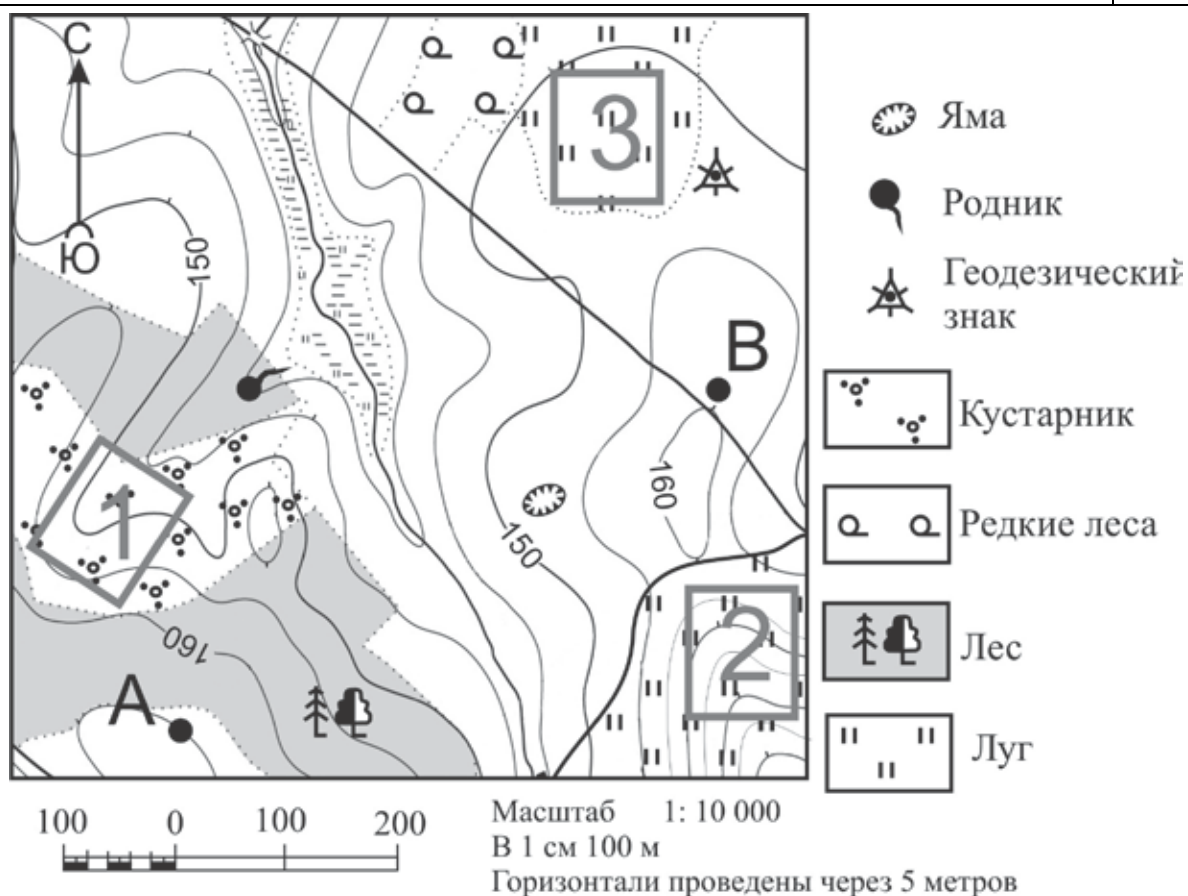 С
Ю
150
3
В
1
160
150
2
160
А
Яма
Родник
Геодезический
знак
Кустарник
Редкие леса
Лес
Луг
100 0 100 200
Масштаб 1: 10 000
В 1 см 100 м
Горизонтали проведены через 5 метров